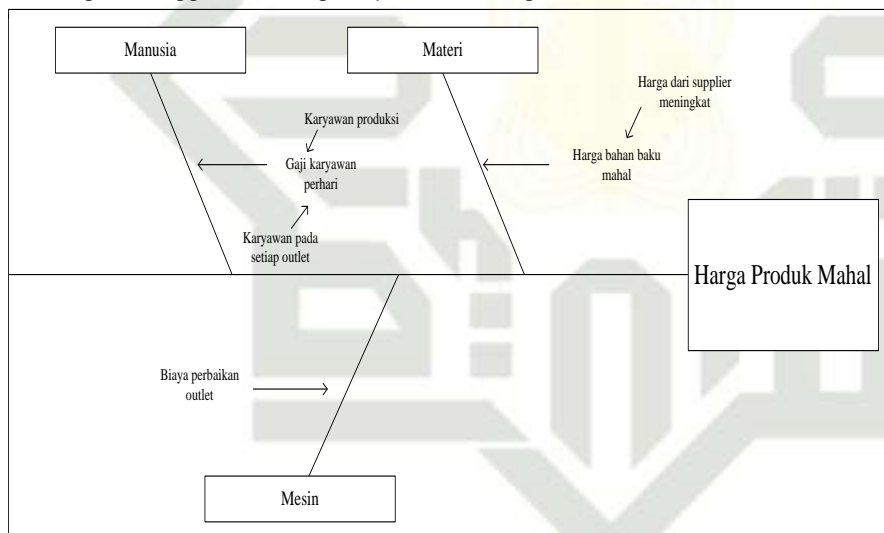 Manusia
Materi
Harga dari supplier
meningkat
Karyawan produksi
Gaji karyawan
perhari
Harga bahan baku
mahal
Karyawan pada
setiap outlet
Harga Produk Mahal
Biaya perbaikan
outlet
Mesin